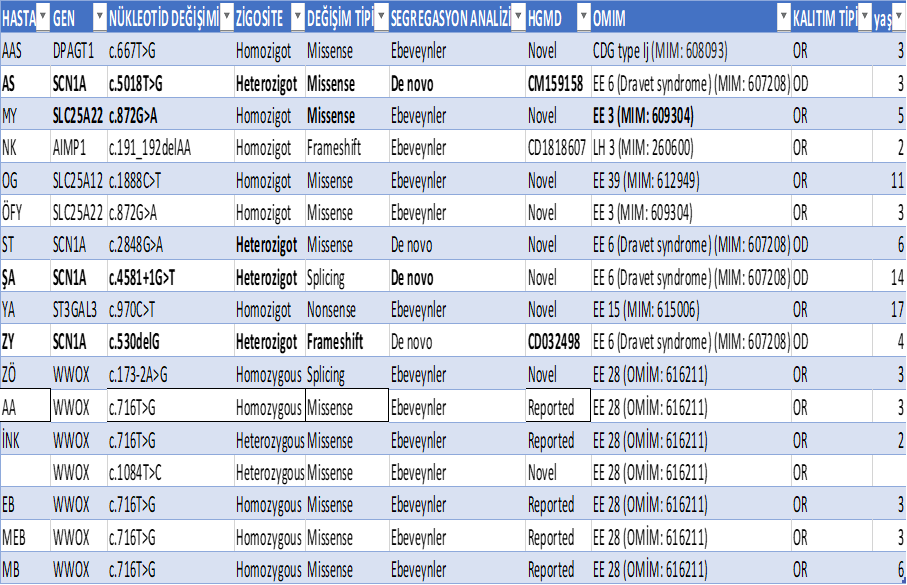 HASTA GEN NÜKLEOTİD DEĞİŞİMİ ZİGOSİTE DEĞİŞİM TİPİ SEGREGASYON ANALİZİ HGMD OMIM KALITIM TİPİ yaş
AAS DPAGT1 c.667T>G Homozigot Missense Ebeveynler Novel CDG type Ij (MIM: 608093) OR 3
AS SCN1A c.5018T>G Heterozigot Missense De novo CM159158 EE 6 (Dravet syndrome) (MIM: 607208) OD 3
MY SLC25A22 c.872G>A Homozigot Missense Ebeveynler Novel EE 3 (MIM: 609304) OR 5
NK AIMP1 c.191_192delAA Homozigot Frameshift Ebeveynler CD1818607 LH 3 (MIM: 260600) OR 2
OG SLC25A12 c.1888C>T Homozigot Missense Ebeveynler Novel EE 39 (MIM: 612949) OR 11
ÖFY SLC25A22 c.872G>A Homozigot Missense Ebeveynler Novel EE 3 (MIM: 609304) OR 3
ST SCN1A c.2848G>A Heterozigot Missense De novo Novel EE 6 (Dravet syndrome) (MIM: 607208) OD 6
ŞA SCN1A c.4581+1G>T Heterozigot Splicing De novo Novel EE 6 (Dravet syndrome) (MIM: 607208) OD 14
YA ST3GAL3 c.970C>T Homozigot Nonsense Ebeveynler Novel EE 15 (MIM: 615006) OR 17
ZY SCN1A c.530delG Heterozigot Frameshift De novo CD032498 EE 6 (Dravet syndrome) (MIM: 607208) OD 4
ZÖ WWOX c.173-2A>G Homozygous Splicing Ebeveynler Novel EE 28 (OMİM: 616211) OR 3
AA WWOX c.716T>G Homozygous Missense Ebeveynler Reported EE 28 (OMİM: 616211) OR 3
İNK WWOX c.716T>G Heterozygous Missense Ebeveynler Reported EE 28 (OMİM: 616211) OR 2
WWOX c.1084T>C Heterozygous Missense Ebeveynler Novel EE 28 (OMİM: 616211) OR
EB WWOX c.716T>G Homozygous Missense Ebeveynler Reported EE 28 (OMİM: 616211) OR 3
MEB WWOX c.716T>G Homozygous Missense Ebeveynler Reported EE 28 (OMİM: 616211) OR 3
MB WWOX c.716T>G Homozygous Missense Ebeveynler Reported EE 28 (OMİM: 616211) OR 6